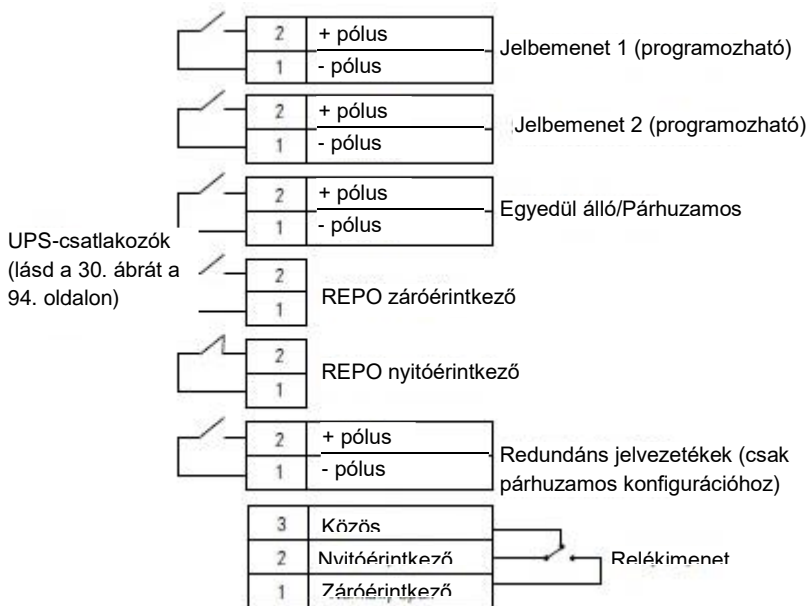 2 + pólus
1 - pólus
Jelbemenet 1 (programozható)
2 + pólus
1 - pólus
Jelbemenet 2 (programozható)
2 + pólus
1 - pólus
Egyedül álló/Párhuzamos
UPS-csatlakozók
(lásd a 30. ábrát a
94. oldalon)
2
1
REPO záróérintkező
2
1
REPO nyitóérintkező
2 + pólus
1 - pólus
Redundáns jelvezetékek (csak
párhuzamos konfigurációhoz)
3 Közös
2 Nyitóérintkező
1 Záróérintkező
Relékimenet